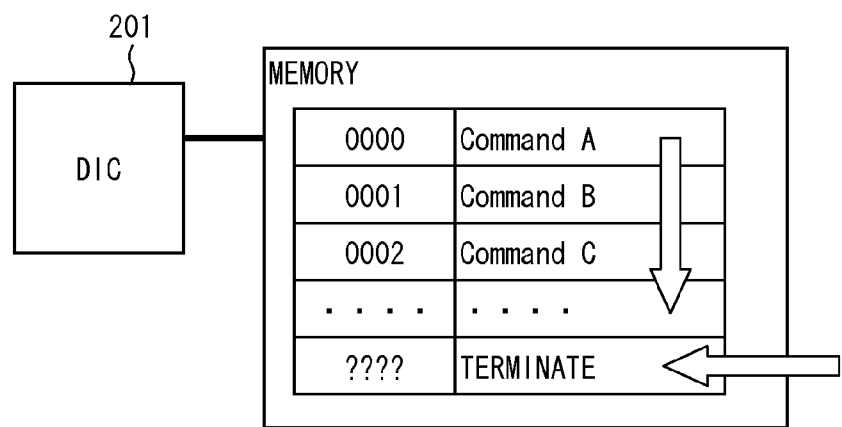 201
MEMORY
DIC
0000 Command A
0001 Command B
0002 Command C
. . . . . . . .
???? TERMINATE